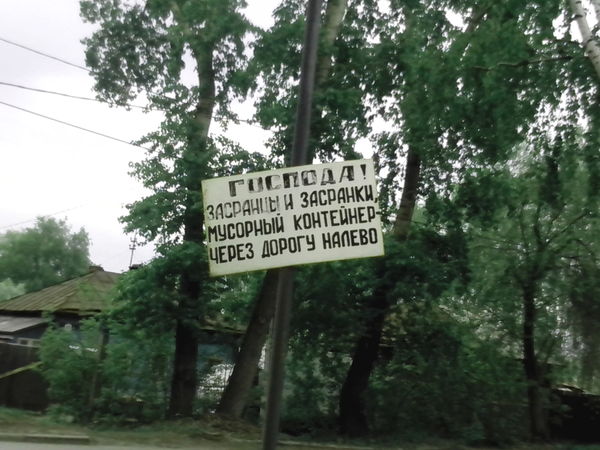 ГОСПОДА!
ЗАСРАНЦЫ И ЗАСРАНКИ,
МУСОРНЫЙ КОНТЕЙНЕР-
ЧЕРЕЗ ДОРОГУ НАЛЕВО